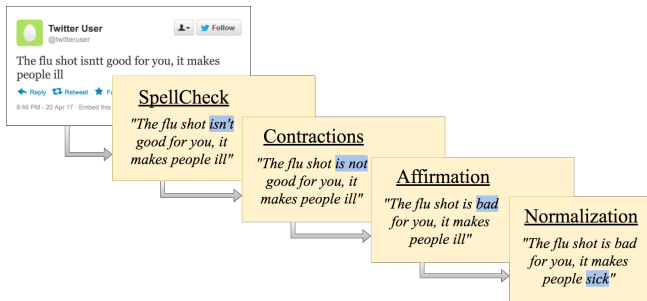 Twitter User
@twitteruser
Follow
The flu shot isntt good for you, it makes
people ill
Reply Retweet
8:46 PM - 20 Apr 17 · Embed this
SpellCheck
"The flu shot isn't
good for you, it
makes people ill"
Contractions
"The flu shot is not
good for you, it
makes people ill"
Affirmation
"The flu shot is bad
for you, it makes
people ill"
Normalization
"The flu shot is bad
for you, it makes
people sick"